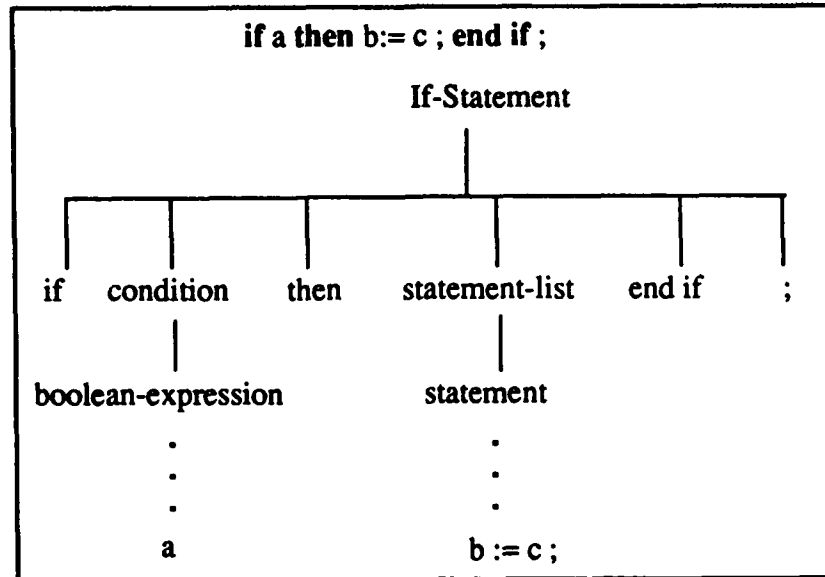 if a then b:= c ; end if ;
If-Statement
if condition then statement-list end if ;
boolean-expression statement
a b := c ;